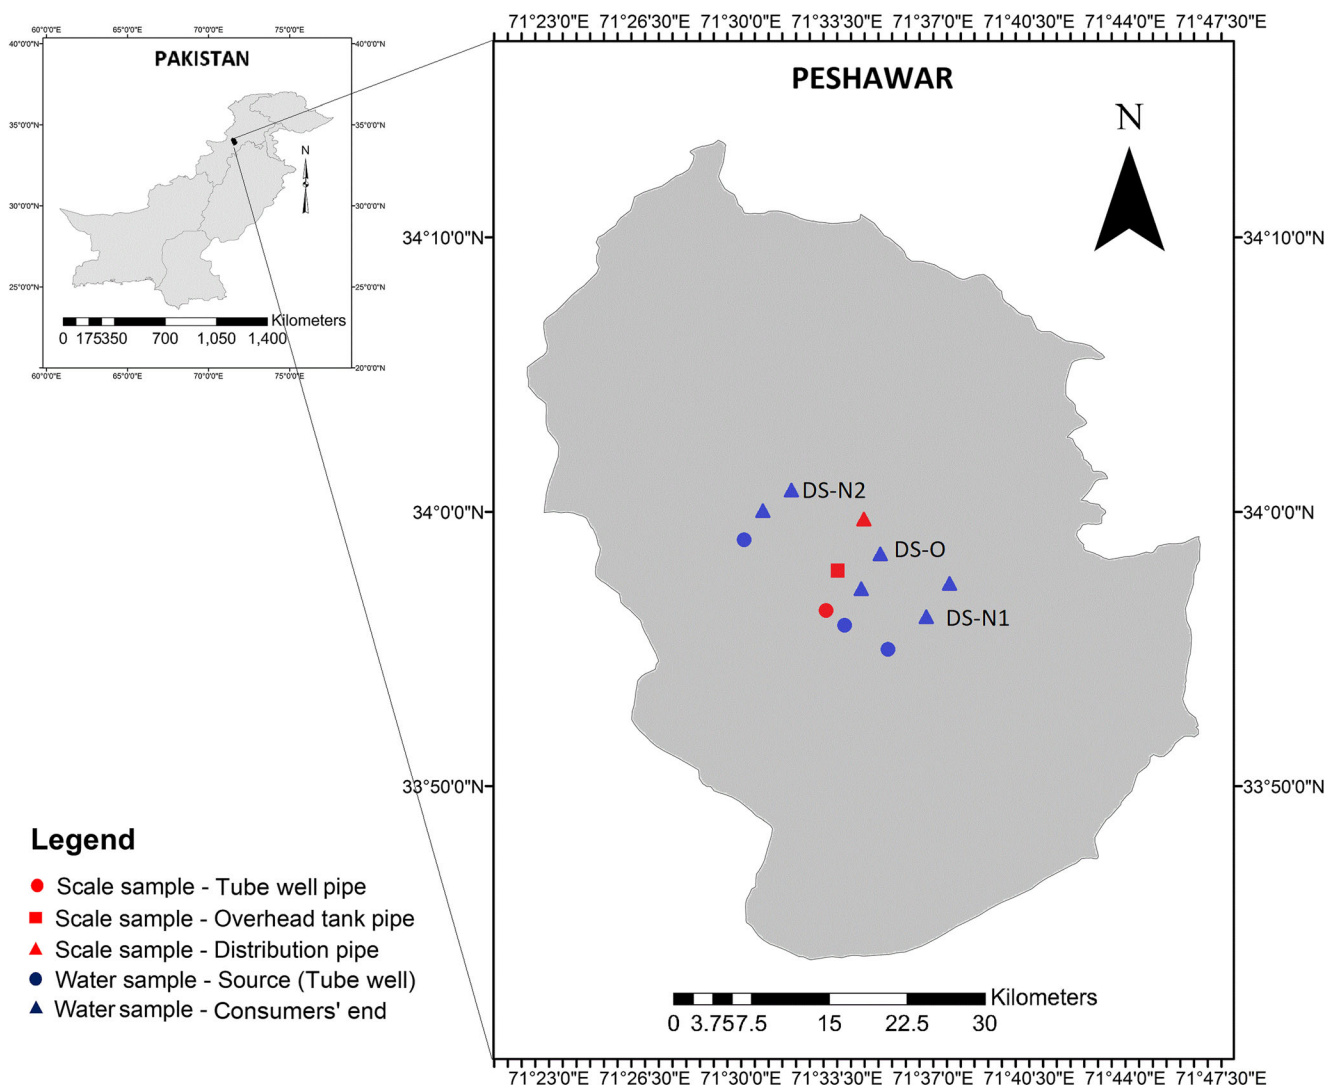 60°0'0"E 65°0'0"E 70°0'0"E 75°0'0"E
40°0'0"N 40°0'0"N
PAKISTAN
35°0'0"N 35°0'0"N
N
30°0'0"N 30°0'0"N
25°0'0"N 25°0'0"N
Kilometers
0 175350 700 1,050 1,400
20°0'0"N
60°0'0"E 65°0'0"E 70°0'0"E 75°0'0"E
71°23'0"E 71°26'30"E 71°30'0"E 71°33'30"E 71°37'0"E 71°40'30"E 71°44'0"E 71°47'30"E
PESHAWAR
N
34°10'0"N 34°10'0"N
DS-N2
34°0'0"N 34°0'0"N
DS-O
DS-N1
33°50'0"N 33°50'0"N
Kilometers
0 3.757.5 15 22.5 30
71°23'0"E 71°26'30"E 71°30'0"E 71°33'30"E 71°37'0"E 71°40'30"E 71°44'0"E 71°47'30"E
Legend
Scale sample - Tube well pipe
Scale sample - Overhead tank pipe
Scale sample - Distribution pipe
Water sample - Source (Tube well)
Water sample - Consumers' end